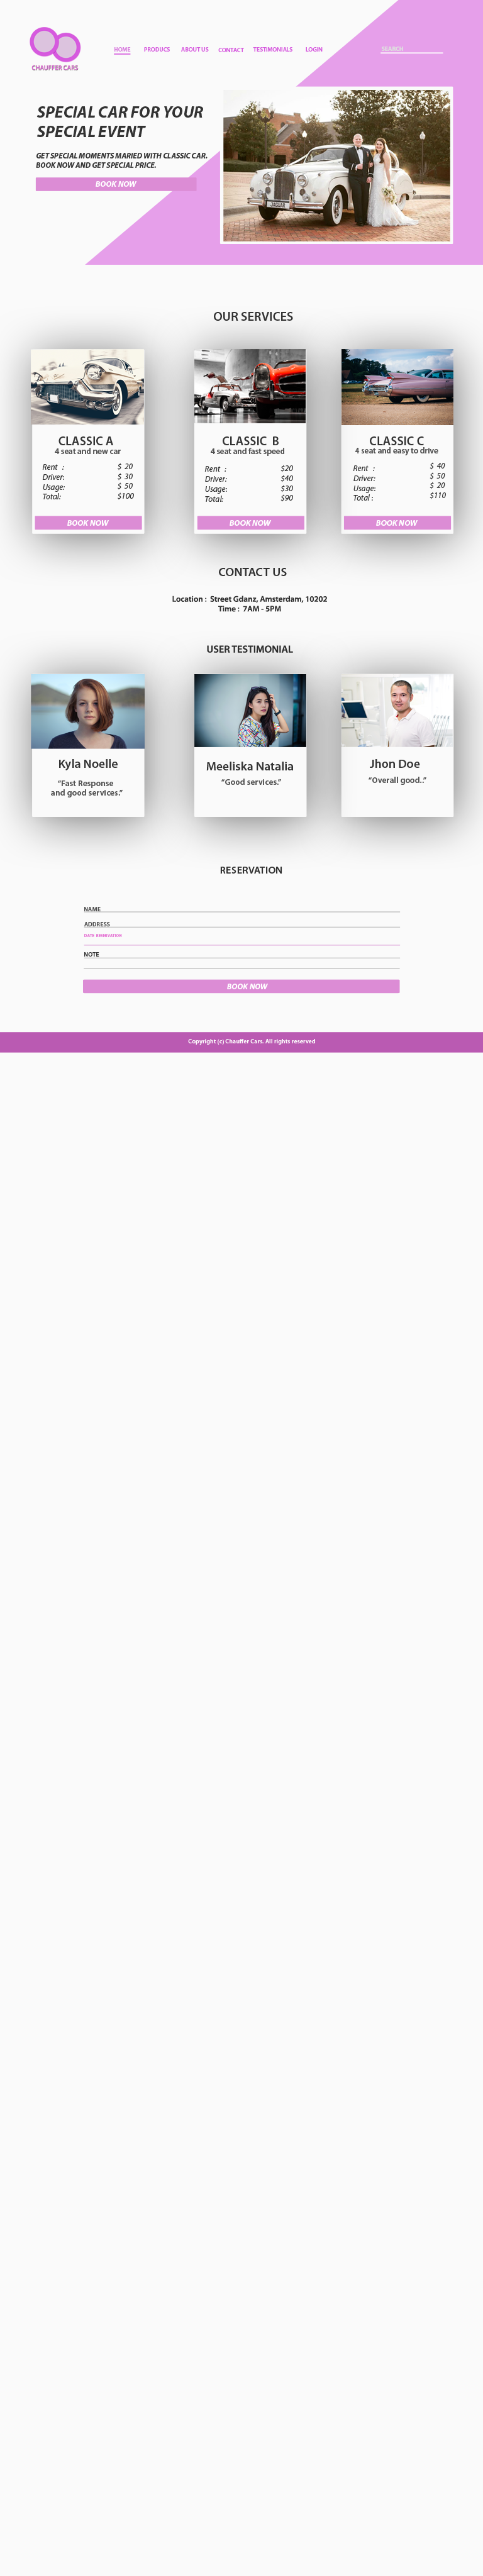 CHAUFFER CARS
HOME PRODUCS ABOUT US CONTACT TESTIMONIALS LOGIN SEARCH
SPECIAL CAR FOR YOUR
SPECIAL EVENT
GET SPECIAL MOMENTS MARIED WITH CLASSIC CAR.
BOOK NOW AND GET SPECIAL PRICE.
BOOK NOW
OUR SERVICES
CLASSIC A
4 seat and new car
Rent : $ 20
Driver: $ 30
Usage: $ 50
Total: $100
BOOK NOW
CLASSIC B
4 seat and fast speed
Rent : $20
Driver: $40
Usage: $30
Total: $90
BOOK NOW
CLASSIC C
4 seat and easy to drive
Rent : $ 40
Driver: $ 50
Usage: $ 20
Total : $110
BOOK NOW
CONTACT US
Location : Street Gdanz, Amsterdam, 10202
Time : 7AM - 5PM
USER TESTIMONIAL
Kyla Noelle
“Fast Response
and good services.”
Meeliska Natalia
“Good services.”
Jhon Doe
“Overall good..”
RESERVATION
NAME
ADDRESS
DATE RESERVATION
NOTE
BOOK NOW
Copyright (c) Chauffer Cars. All rights reserved